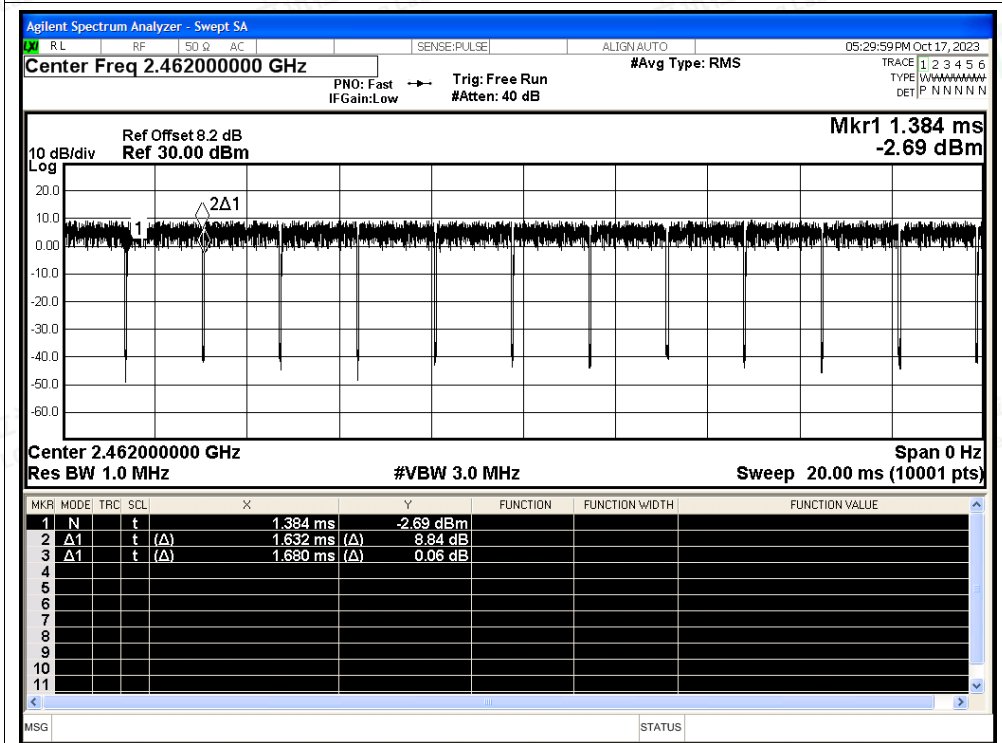 Agilent Spectrum Analyzer - Swept SA
LXI RL RF 50 Ω AC SENSE:PULSE ALIGN AUTO 05:29:59 PM Oct 17, 2023
Center Freq 2.462000000 GHz #Avg Type: RMS TRACE 1 2 3 4 5 6
PNO: Fast Trig: Free Run TYPE WWWWWW
IFGain:Low #Atten: 40 dB DET P N N N N N
Mkr1 1.384 ms
Ref Offset 8.2 dB
10 dB/div Ref 30.00 dBm -2.69 dBm
Log
20.0
2Δ1
10.0
1
0.00
-10.0
-20.0
-30.0
-40.0
-50.0
-60.0
Center 2.462000000 GHz Span 0 Hz
Res BW 1.0 MHz #VBW 3.0 MHz Sweep 20.00 ms (10001 pts)
MKR MODE TRC SCL X Y FUNCTION FUNCTION WIDTH FUNCTION VALUE
1 N t 1.384 ms -2.69 dBm
2 Δ1 t (Δ) 1.632 ms (Δ) 8.84 dB
3 Δ1 t (Δ) 1.680 ms (Δ) 0.06 dB
4
5
6
7
8
9
10
11
MSG STATUS